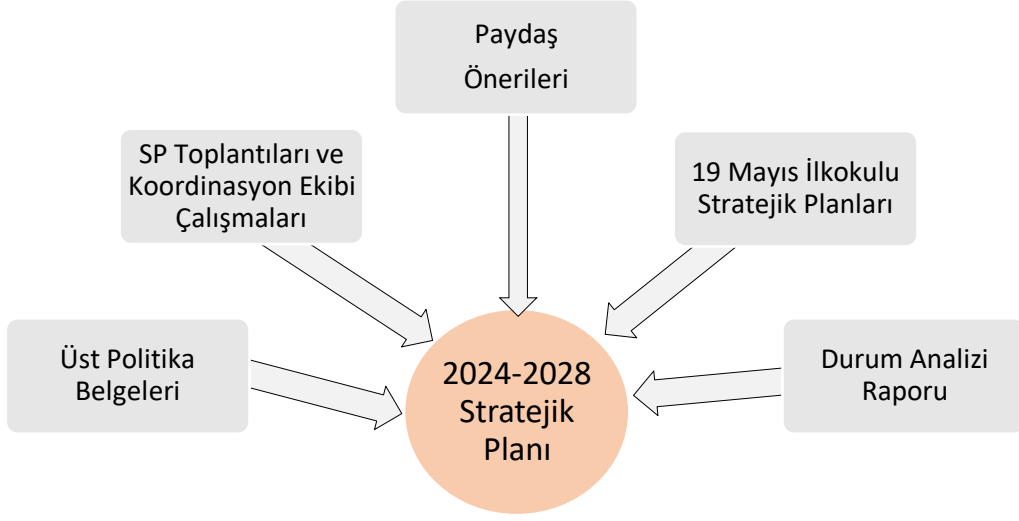 Paydaş
Önerileri
SP Toplantıları ve
Koordinasyon Ekibi
Çalışmaları
19 Mayıs İlkokulu
Stratejik Planları
Üst Politika
Belgeleri
2024-2028
Stratejik
Planı
Durum Analizi
Raporu